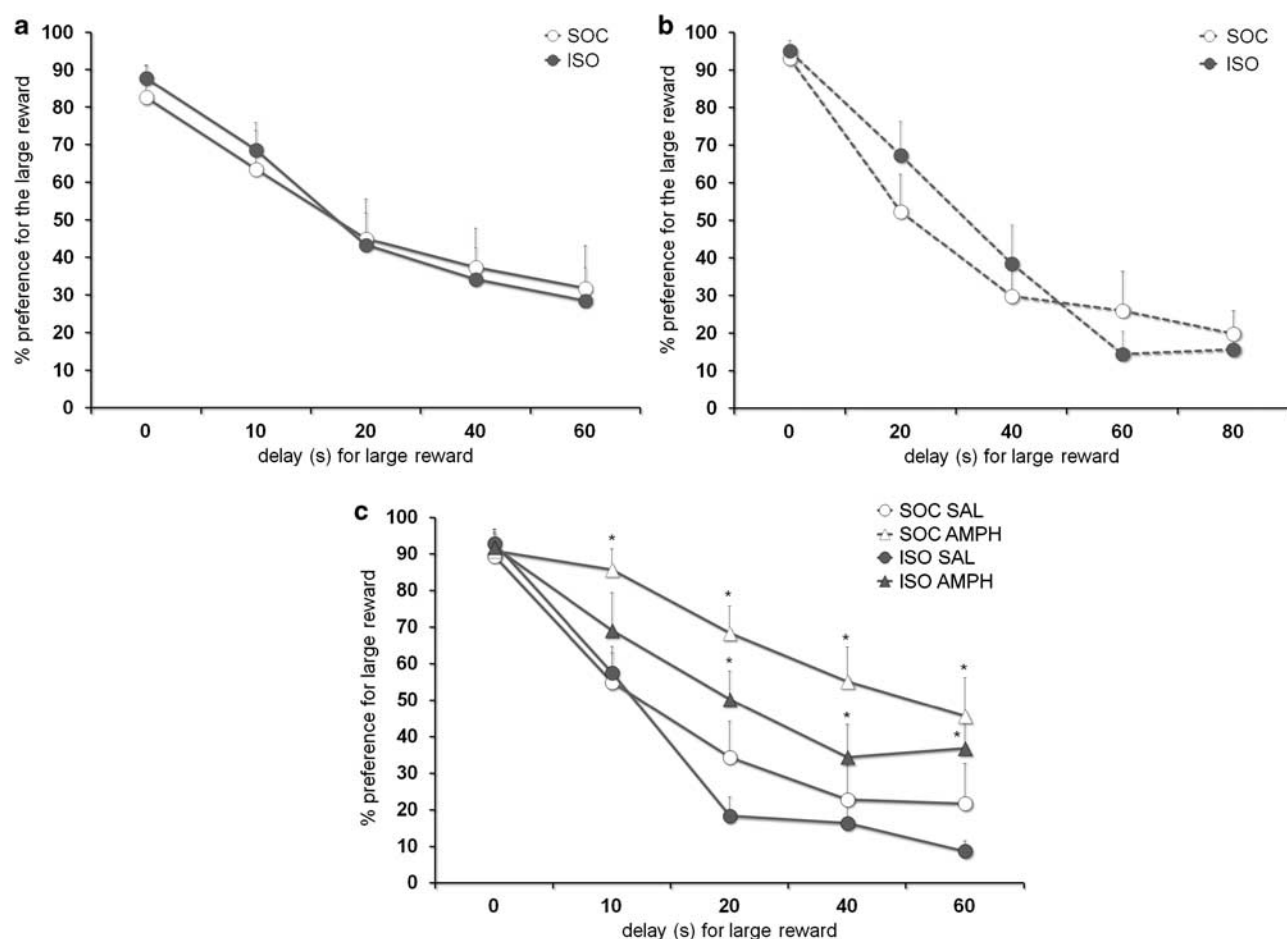 a
SOC
ISO
100
90
80
70
60
50
40
30
20
10
0
% preference for the large reward
0 10 20 40 60
delay (s) for large reward
b
SOC
ISO
100
90
80
70
60
50
40
30
20
10
0
% preference for the large reward
0 20 40 60 80
delay (s) for large reward
c
SOC SAL
SOC AMPH
ISO SAL
ISO AMPH
100
90
80
70
60
50
40
30
20
10
0
% preference for large reward
* * * * * * *
0 10 20 40 60
delay (s) for large reward